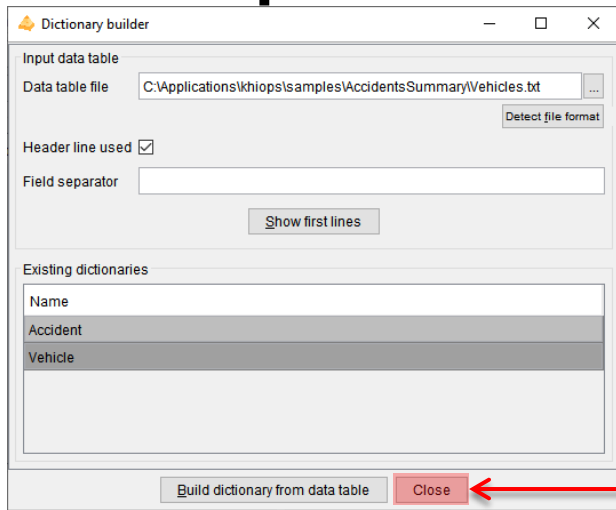 Dictionary builder
Input data table
Data table file C:\Applications\khiops\samples\AccidentsSummary\Vehicles.txt ...
Detect file format
Header line used
Field separator
Show first lines
Existing dictionaries
Name
Accident
Vehicle
Build dictionary from data table Close